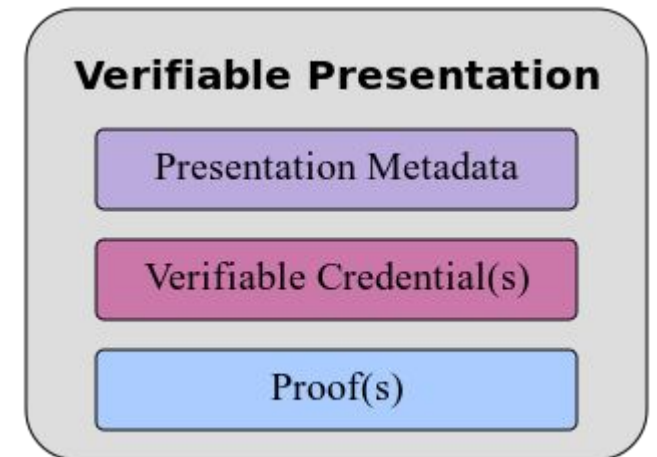 Verifiable Presentation
Presentation Metadata
Verifiable Credential(s)
Proof(s)